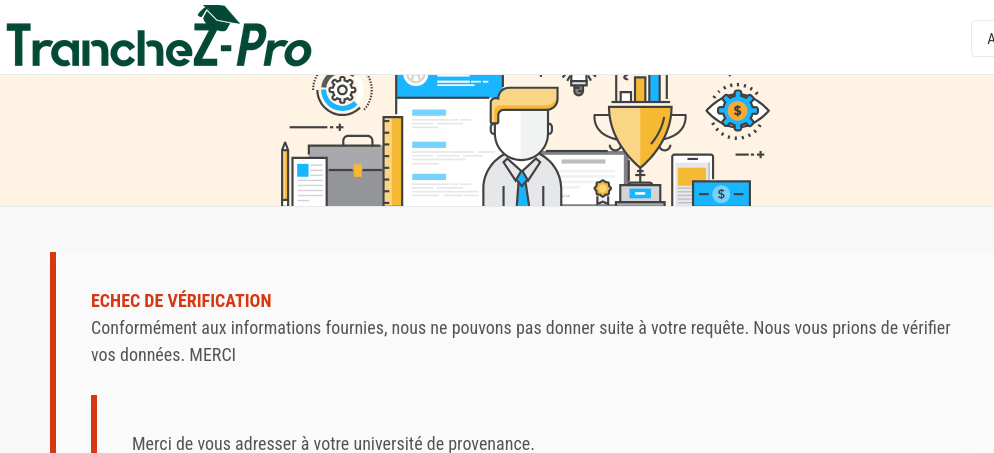 TrancheZ-Pro
A
ECHEC DE VÉRIFICATION
Conformément aux informations fournies, nous ne pouvons pas donner suite à votre requête. Nous vous prions de vérifier
vos données. MERCI
Merci de vous adresser à votre université de provenance.